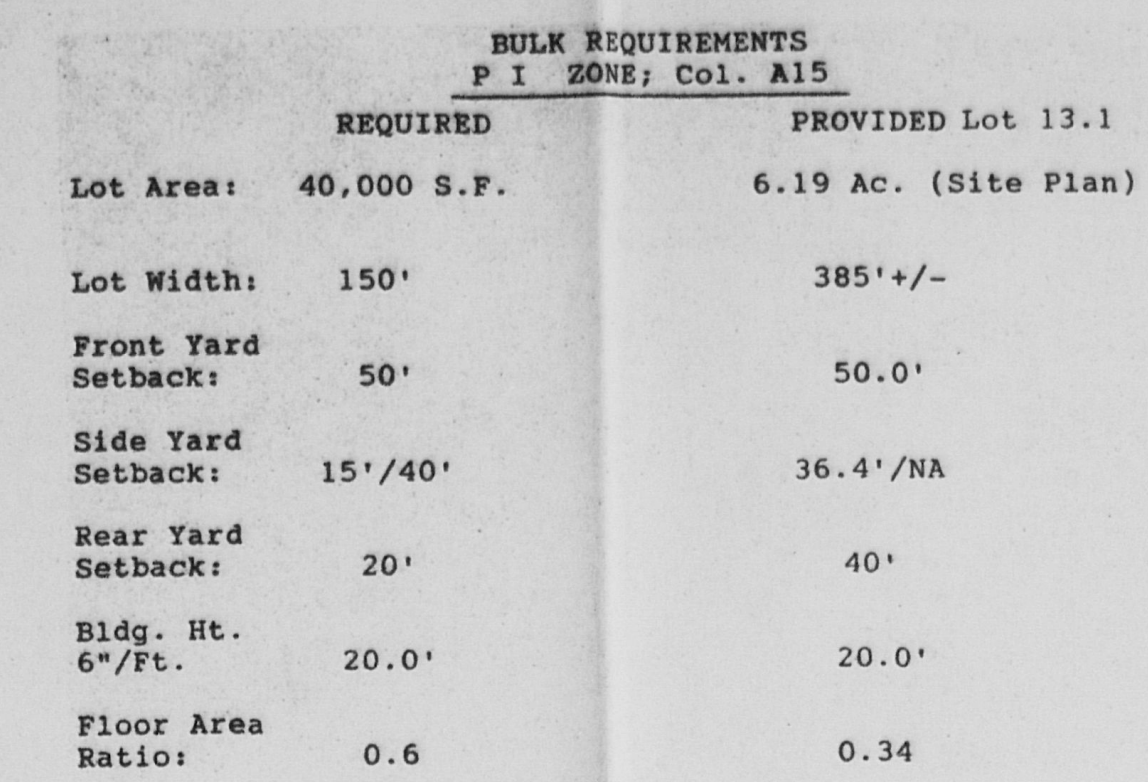 BULK REQUIREMENTS
P I ZONE; Col. A15
REQUIRED PROVIDED Lot 13.1
Lot Area: 40,000 S.F. 6.19 Ac. (Site Plan)
Lot Width: 150' 385'+/-
Front Yard
Setback: 50' 50.0'
Side Yard
Setback: 15'/40' 36.4'/NA
Rear Yard
Setback: 20' 40'
Bldg. Ht.
6"/Ft. 20.0' 20.0'
Floor Area
Ratio: 0.6 0.34